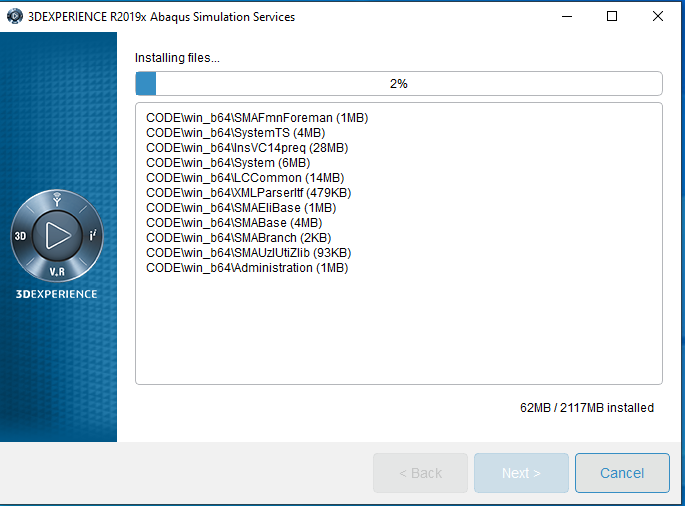 3DEXPERIENCE R2019x Abaqus Simulation Services
Installing files...
2%
CODE\win_b64\SMAFmnForeman (1MB)
CODE\win_b64\SystemTS (4MB)
CODE\win_b64\InsVC14preq (28MB)
CODE\win_b64\System (6MB)
CODE\win_b64\LCCommon (14MB)
CODE\win_b64\XMLParserItf (479KB)
CODE\win_b64\SMAEliBase (1MB)
CODE\win_b64\SMABase (4MB)
CODE\win_b64\SMABranch (2KB)
CODE\win_b64\SMAUzlUtiZlib (93KB)
CODE\win_b64\Administration (1MB)
3D
i²
V.R
3DEXPERIENCE
62MB / 2117MB installed
< Back
Next >
Cancel